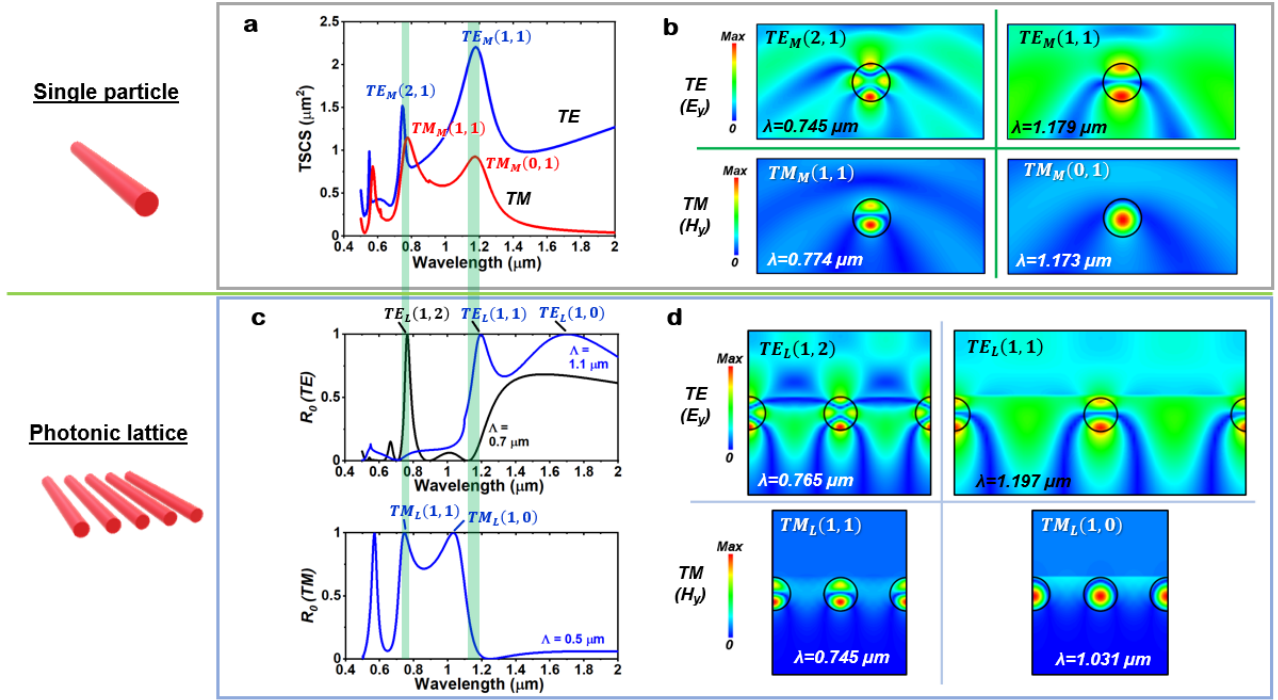 Single particle
a
TSCS (μm²)
2.5
2
1.5
1
0.5
0
TE_M(1, 1)
TE_M(2, 1)
TM_M(1, 1)
TM_M(0, 1)
TE
TM
0.4 0.6 0.8 1 1.2 1.4 1.6 1.8 2
Wavelength (μm)
b
Max
TE
(E_y)
0
TE_M(2, 1)
λ=0.745 μm
TE_M(1, 1)
λ=1.179 μm
Max
TM
(H_y)
0
TM_M(1, 1)
λ=0.774 μm
TM_M(0, 1)
λ=1.173 μm
Photonic lattice
c
TE_L(1, 2)
TE_L(1, 1)
TE_L(1, 0)
R₀ (TE)
1
0.5
0
Λ =
1.1 μm
Λ =
0.7 μm
0.4 0.6 0.8 1 1.2 1.4 1.6 1.8 2
Wavelength (μm)
TM_L(1, 1)
TM_L(1, 0)
R₀ (TM)
1
0.5
0
Λ = 0.5 μm
0.4 0.6 0.8 1 1.2 1.4 1.6 1.8 2
Wavelength (μm)
d
Max
TE
(E_y)
0
TE_L(1, 2)
λ=0.765 μm
TE_L(1, 1)
λ=1.197 μm
Max
TM
(H_y)
0
TM_L(1, 1)
λ=0.745 μm
TM_L(1, 0)
λ=1.031 μm